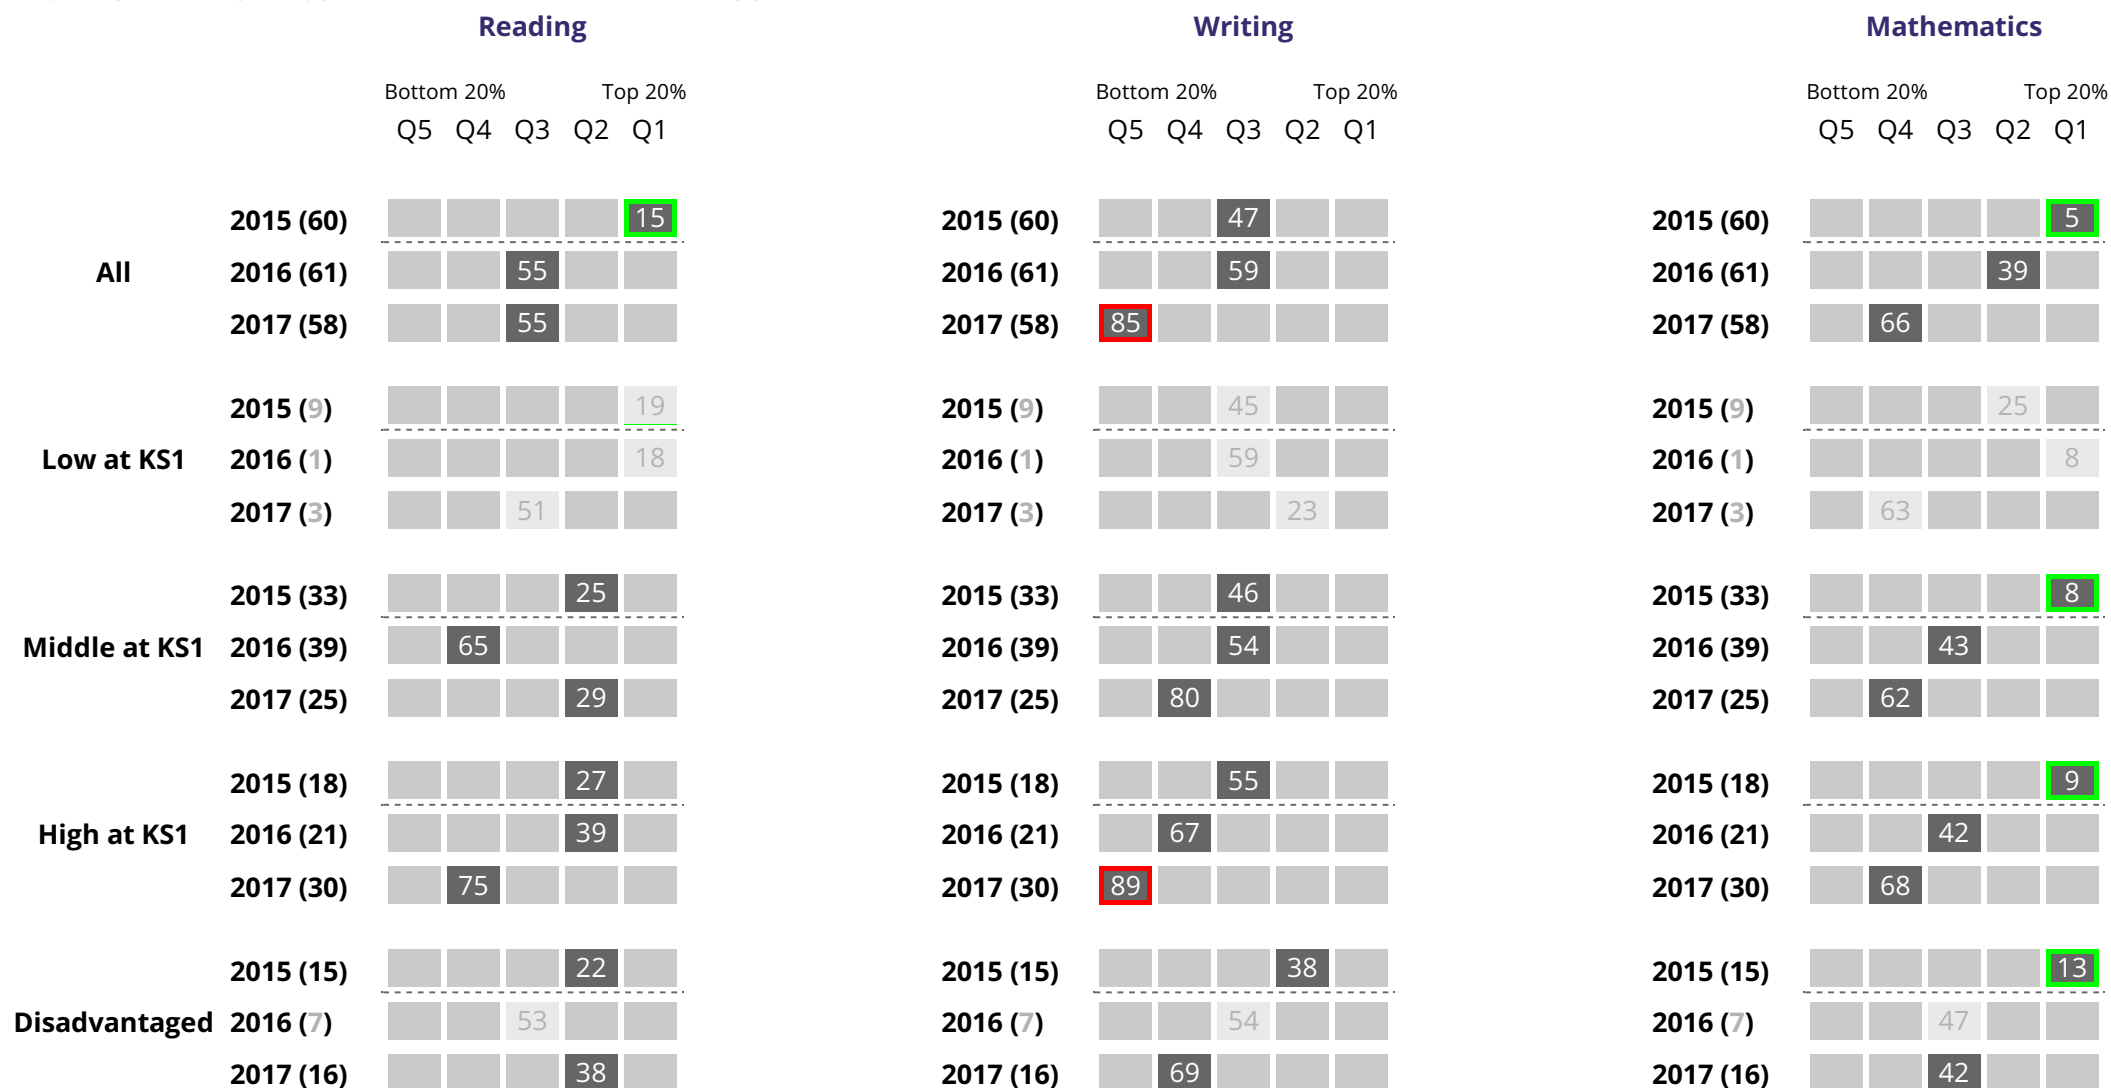 Reading Writing Mathematics
Bottom 20% Top 20% Bottom 20% Top 20% Bottom 20% Top 20%
Q5 Q4 Q3 Q2 Q1 Q5 Q4 Q3 Q2 Q1 Q5 Q4 Q3 Q2 Q1
2015 (60) 15 2015 (60) 47 2015 (60) 5
All 2016 (61) 55 2016 (61) 59 2016 (61) 39
2017 (58) 55 2017 (58) 85 2017 (58) 66
2015 (9) 19 2015 (9) 45 2015 (9) 25
Low at KS1 2016 (1) 18 2016 (1) 59 2016 (1) 8
2017 (3) 51 2017 (3) 23 2017 (3) 63
2015 (33) 25 2015 (33) 46 2015 (33) 8
Middle at KS1 2016 (39) 65 2016 (39) 54 2016 (39) 43
2017 (25) 29 2017 (25) 80 2017 (25) 62
2015 (18) 27 2015 (18) 55 2015 (18) 9
High at KS1 2016 (21) 39 2016 (21) 67 2016 (21) 42
2017 (30) 75 2017 (30) 89 2017 (30) 68
2015 (15) 22 2015 (15) 38 2015 (15) 13
Disadvantaged 2016 (7) 53 2016 (7) 54 2016 (7) 47
2017 (16) 38 2017 (16) 69 2017 (16) 42